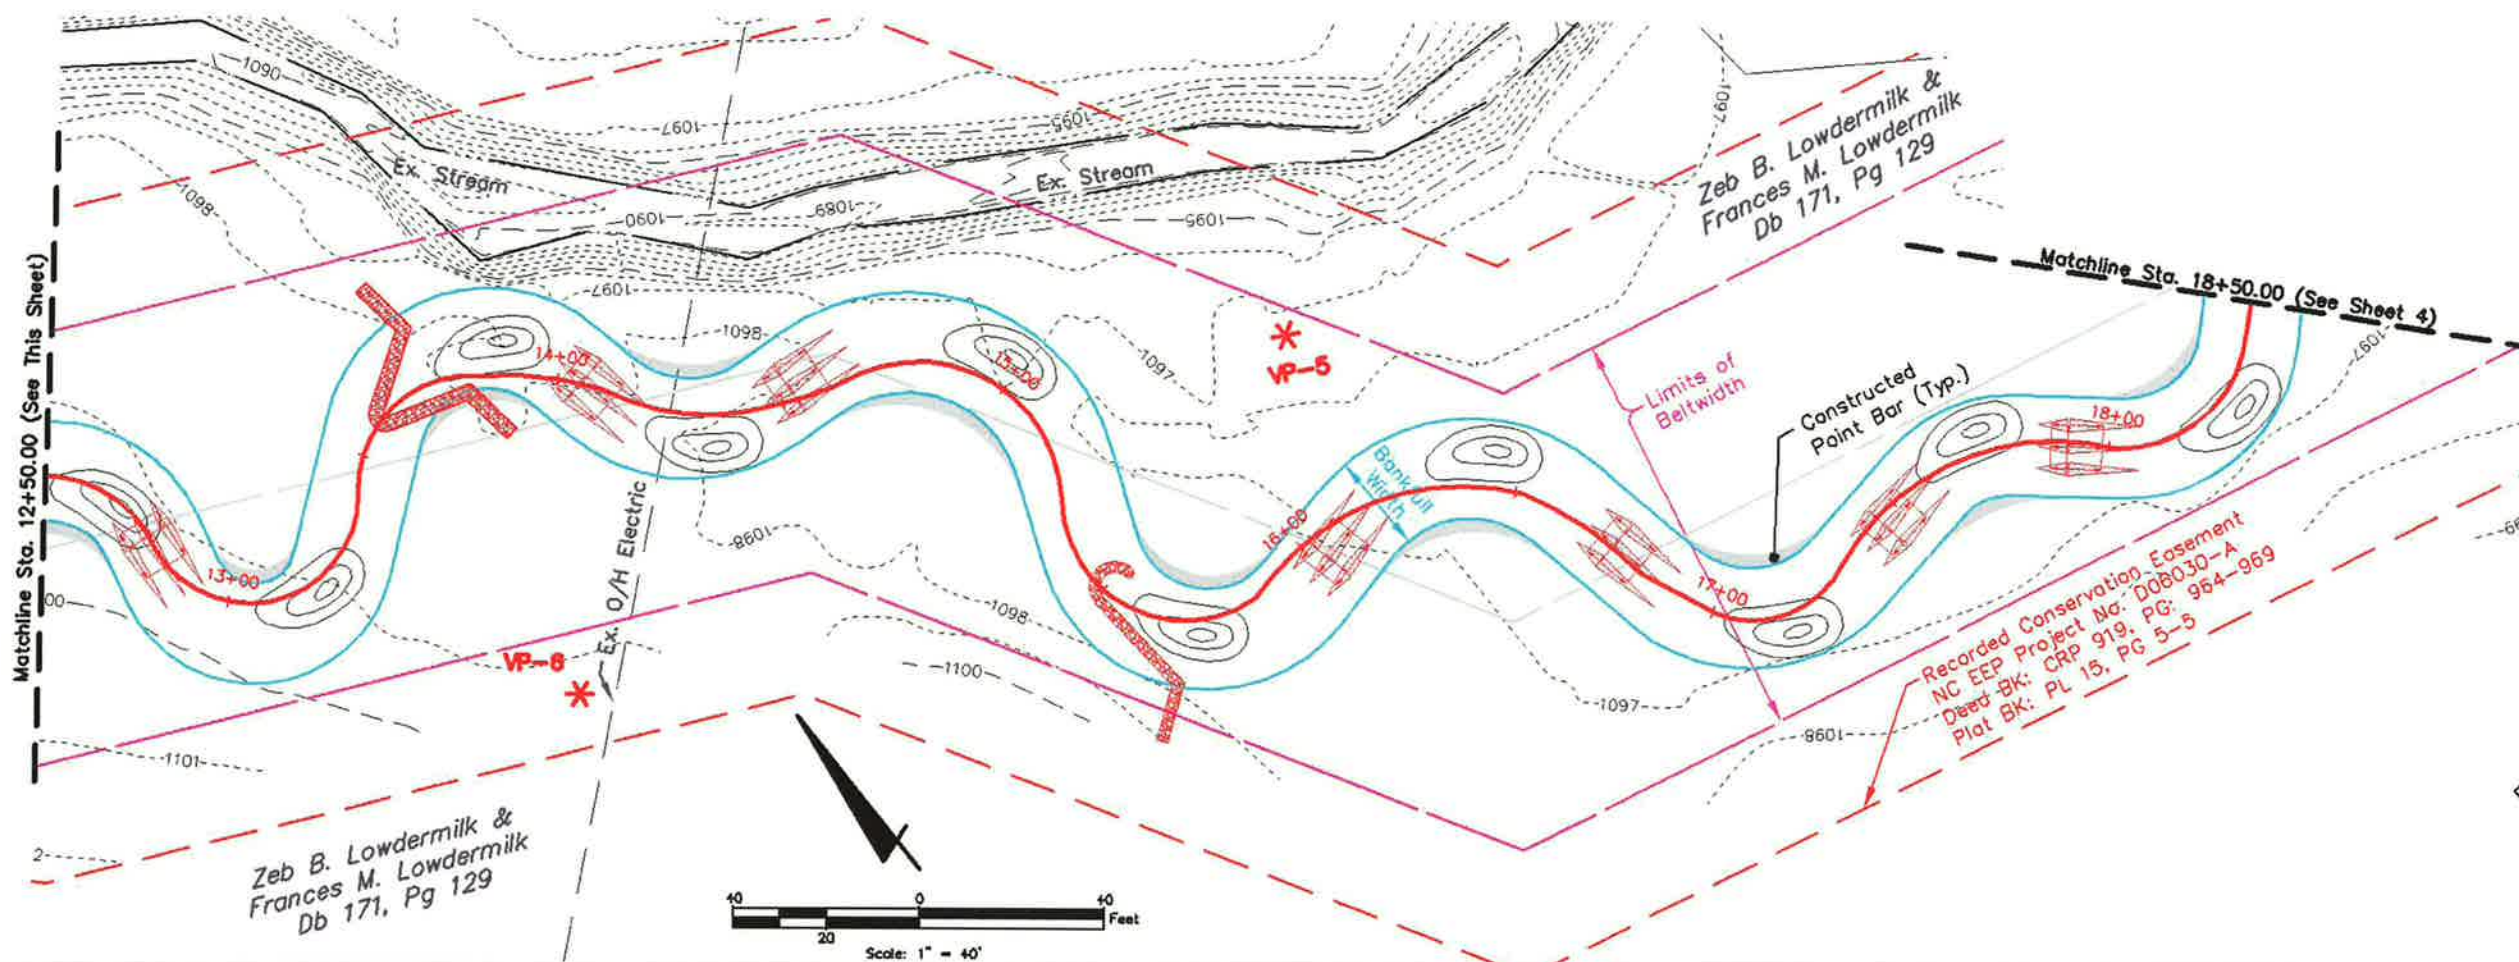 1090
1097
1095
1097
Zeb B. Lowdermilk &
Frances M. Lowdermilk
Db 171, Pg 129
Ex. Stream
Ex. Stream
1098
1090
1089
1095
Matchline Sta. 18+50.00 (See Sheet 4)
Matchline Sta. 12+50.00 (See This Sheet)
1097
1098
14+00
15+00
VP-5
1097
1097
Limits of
Beltwidth
Constructed
Point Bar (Typ.)
18+00
Bankfull
Width
16+00
Ex. O/H Electric
1098
13+00
00
17+00
1098
VP-6
1100
1097
1098
1101
Recorded Conservation Easement
NC EEP Project No. D06030-A
Deed BK: CRP 919, PG: 964-969
Plat BK: PL 15, PG 5-5
Zeb B. Lowdermilk &
Frances M. Lowdermilk
Db 171, Pg 129
2
40 0 40
Feet
20
Scale: 1" = 40'